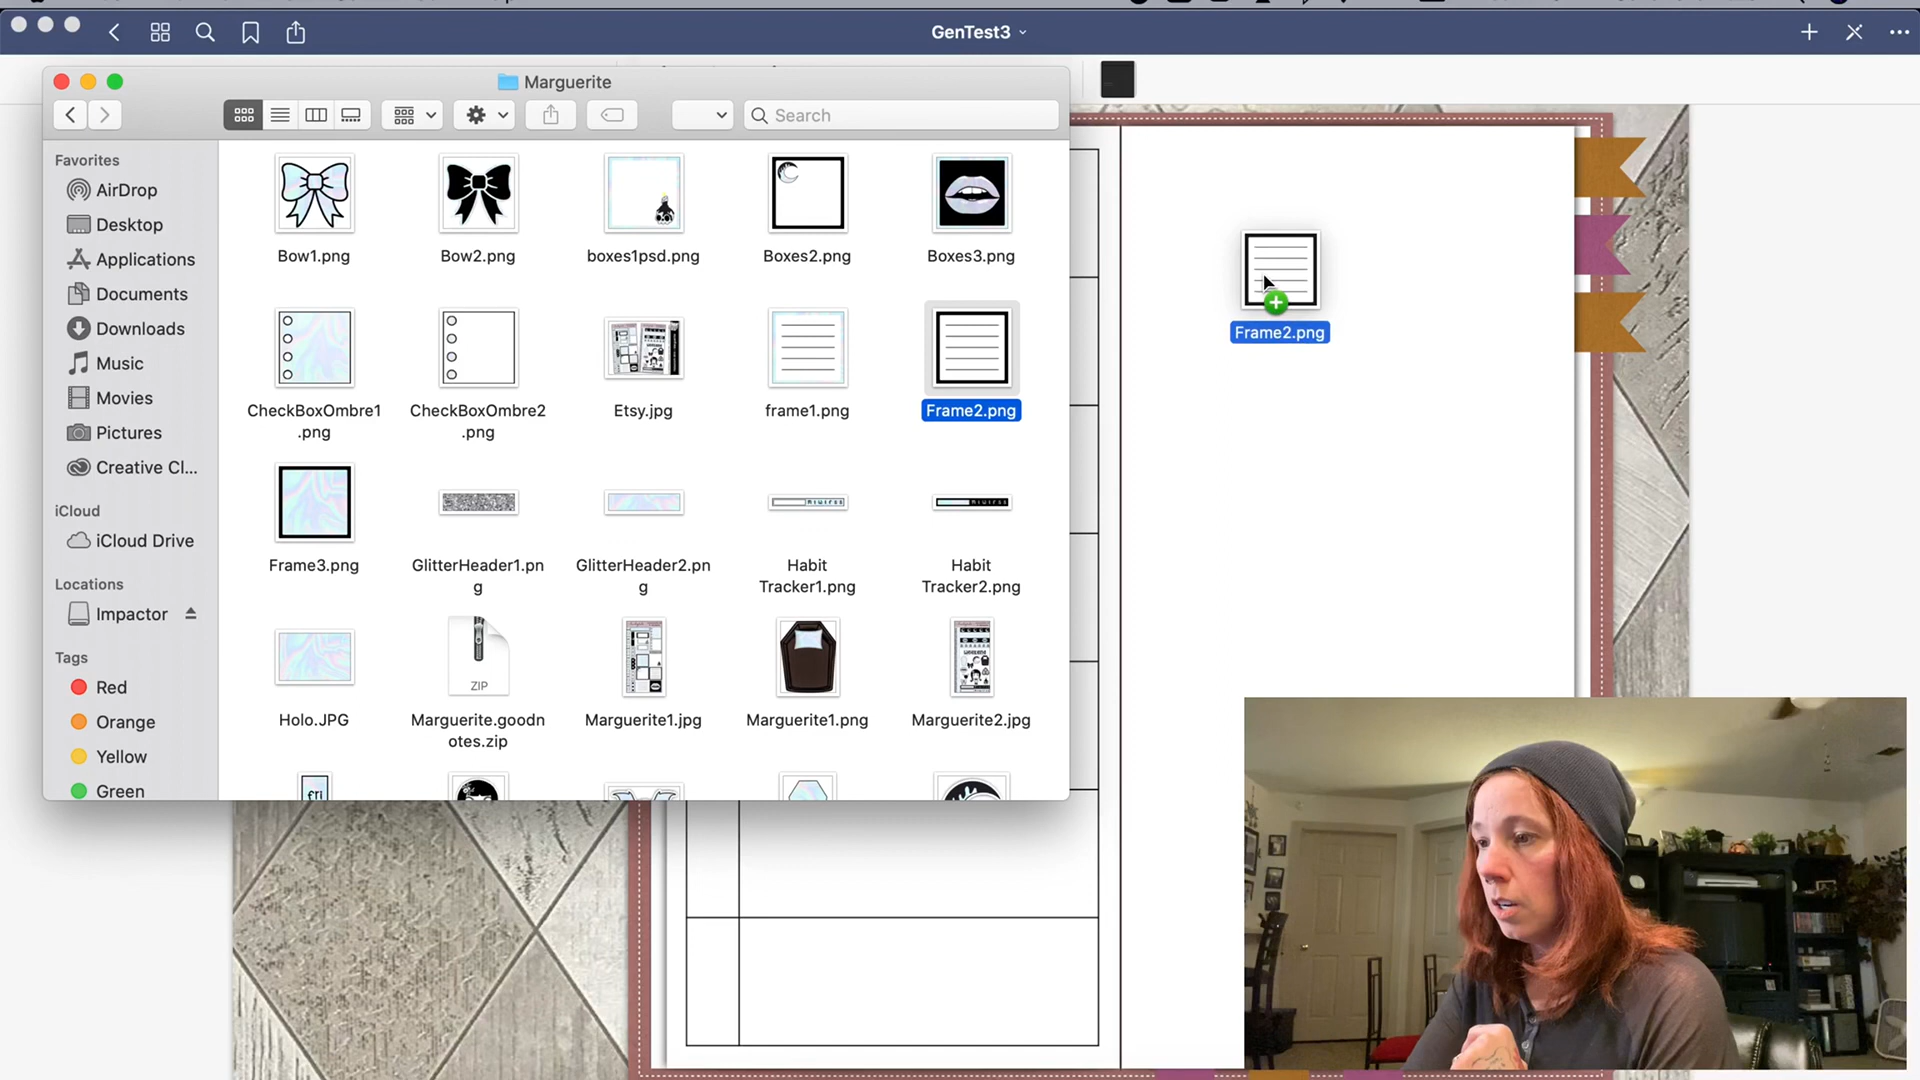 GenTest3
Marguerite
Search
Favorites
AirDrop
Desktop
Applications
Documents
Downloads
Music
Movies
Pictures
Creative Cl...
iCloud
iCloud Drive
Locations
Impactor
Tags
Red
Orange
Yellow
Green
Bow1.png
Bow2.png
boxes1psd.png
Boxes2.png
Boxes3.png
CheckBoxOmbre1
.png
CheckBoxOmbre2
.png
Etsy.jpg
frame1.png
Frame2.png
Frame3.png
GlitterHeader1.pn
g
GlitterHeader2.pn
g
Habit
Tracker1.png
Habit
Tracker2.png
Holo.JPG
ZIP
Marguerite.goodn
otes.zip
Marguerite1.jpg
Marguerite1.png
Marguerite2.jpg
fri
Frame2.png